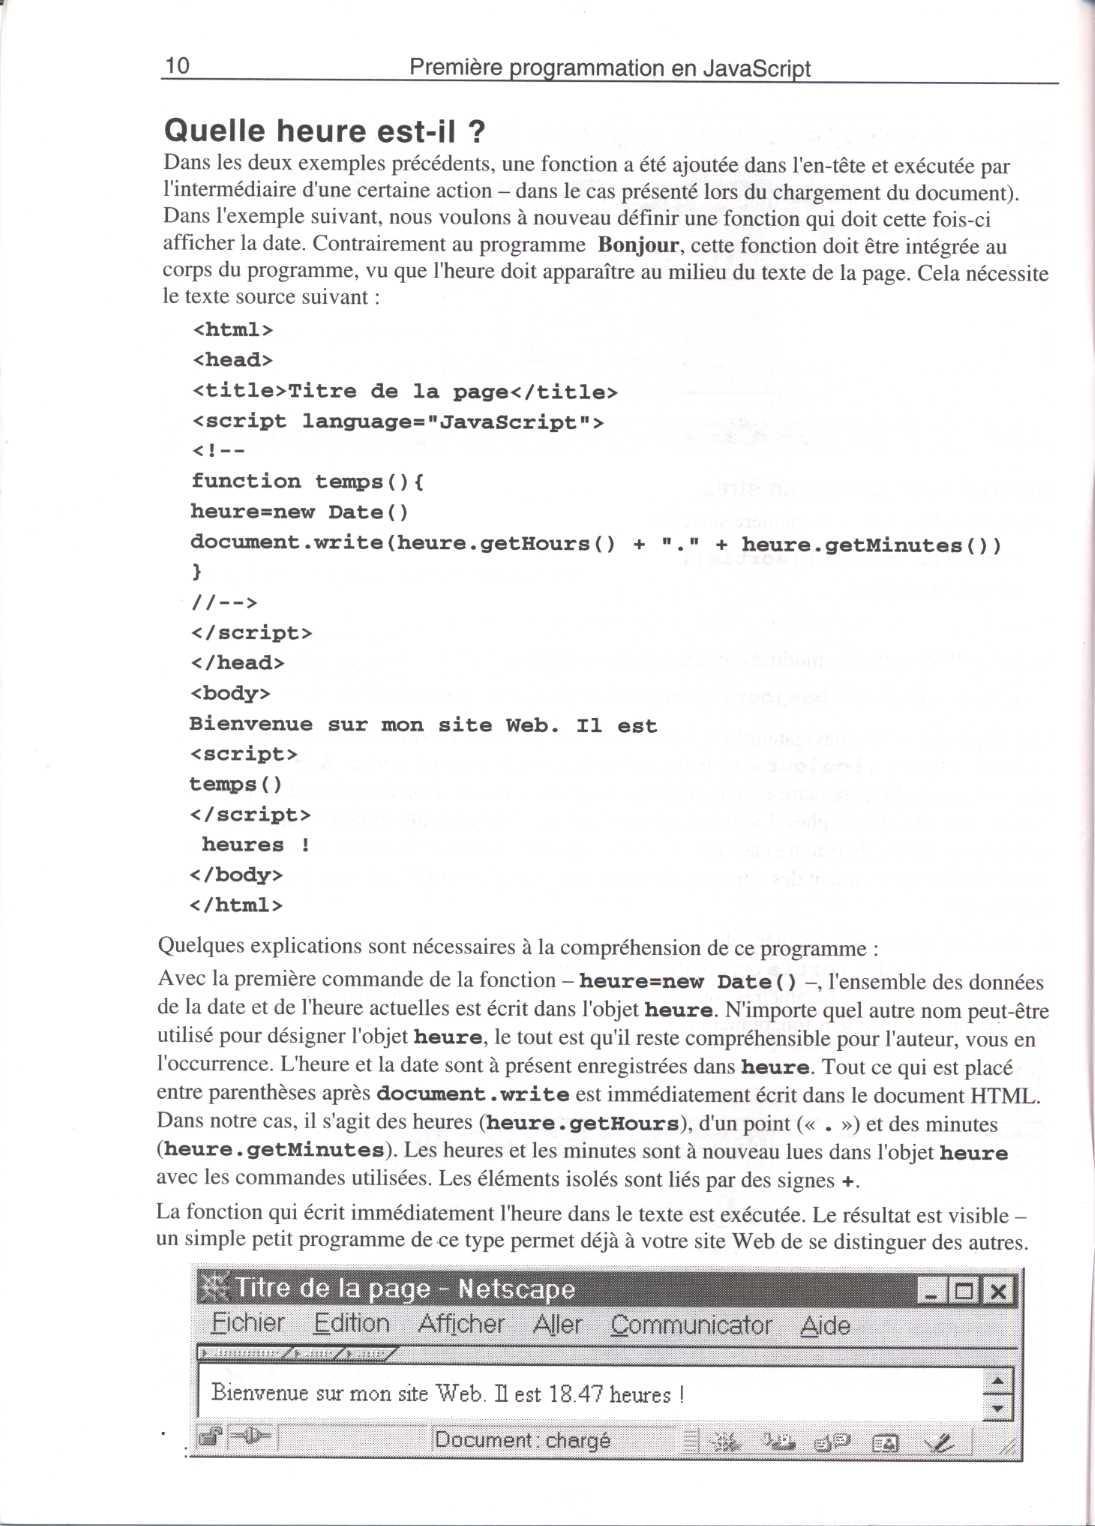 10 Première programmation en JavaScript
Quelle heure est-il ?
Dans les deux exemples précédents, une fonction a été ajoutée dans l'en-tête et exécutée par
l'intermédiaire d'une certaine action – dans le cas présenté lors du chargement du document).
Dans l'exemple suivant, nous voulons à nouveau définir une fonction qui doit cette fois-ci
afficher la date. Contrairement au programme Bonjour, cette fonction doit être intégrée au
corps du programme, vu que l'heure doit apparaître au milieu du texte de la page. Cela nécessite
le texte source suivant :
<html>
<head>
<title>Titre de la page</title>
<script language="JavaScript">
<!--
function temps(){
heure=new Date()
document.write(heure.getHours() + "." + heure.getMinutes())
}
//-->
</script>
</head>
<body>
Bienvenue sur mon site Web. Il est
<script>
temps()
</script>
heures !
</body>
</html>
Quelques explications sont nécessaires à la compréhension de ce programme :
Avec la première commande de la fonction – heure=new Date() –, l'ensemble des données
de la date et de l'heure actuelles est écrit dans l'objet heure. N'importe quel autre nom peut-être
utilisé pour désigner l'objet heure, le tout est qu'il reste compréhensible pour l'auteur, vous en
l'occurrence. L'heure et la date sont à présent enregistrées dans heure. Tout ce qui est placé
entre parenthèses après document.write est immédiatement écrit dans le document HTML.
Dans notre cas, il s'agit des heures (heure.getHours), d'un point (« . ») et des minutes
(heure.getMinutes). Les heures et les minutes sont à nouveau lues dans l'objet heure
avec les commandes utilisées. Les éléments isolés sont liés par des signes +.
La fonction qui écrit immédiatement l'heure dans le texte est exécutée. Le résultat est visible –
un simple petit programme de ce type permet déjà à votre site Web de se distinguer des autres.
Titre de la page - Netscape
Fichier Edition Afficher Aller Communicator Aide
Bienvenue sur mon site Web. Il est 18.47 heures !
Document : chargé